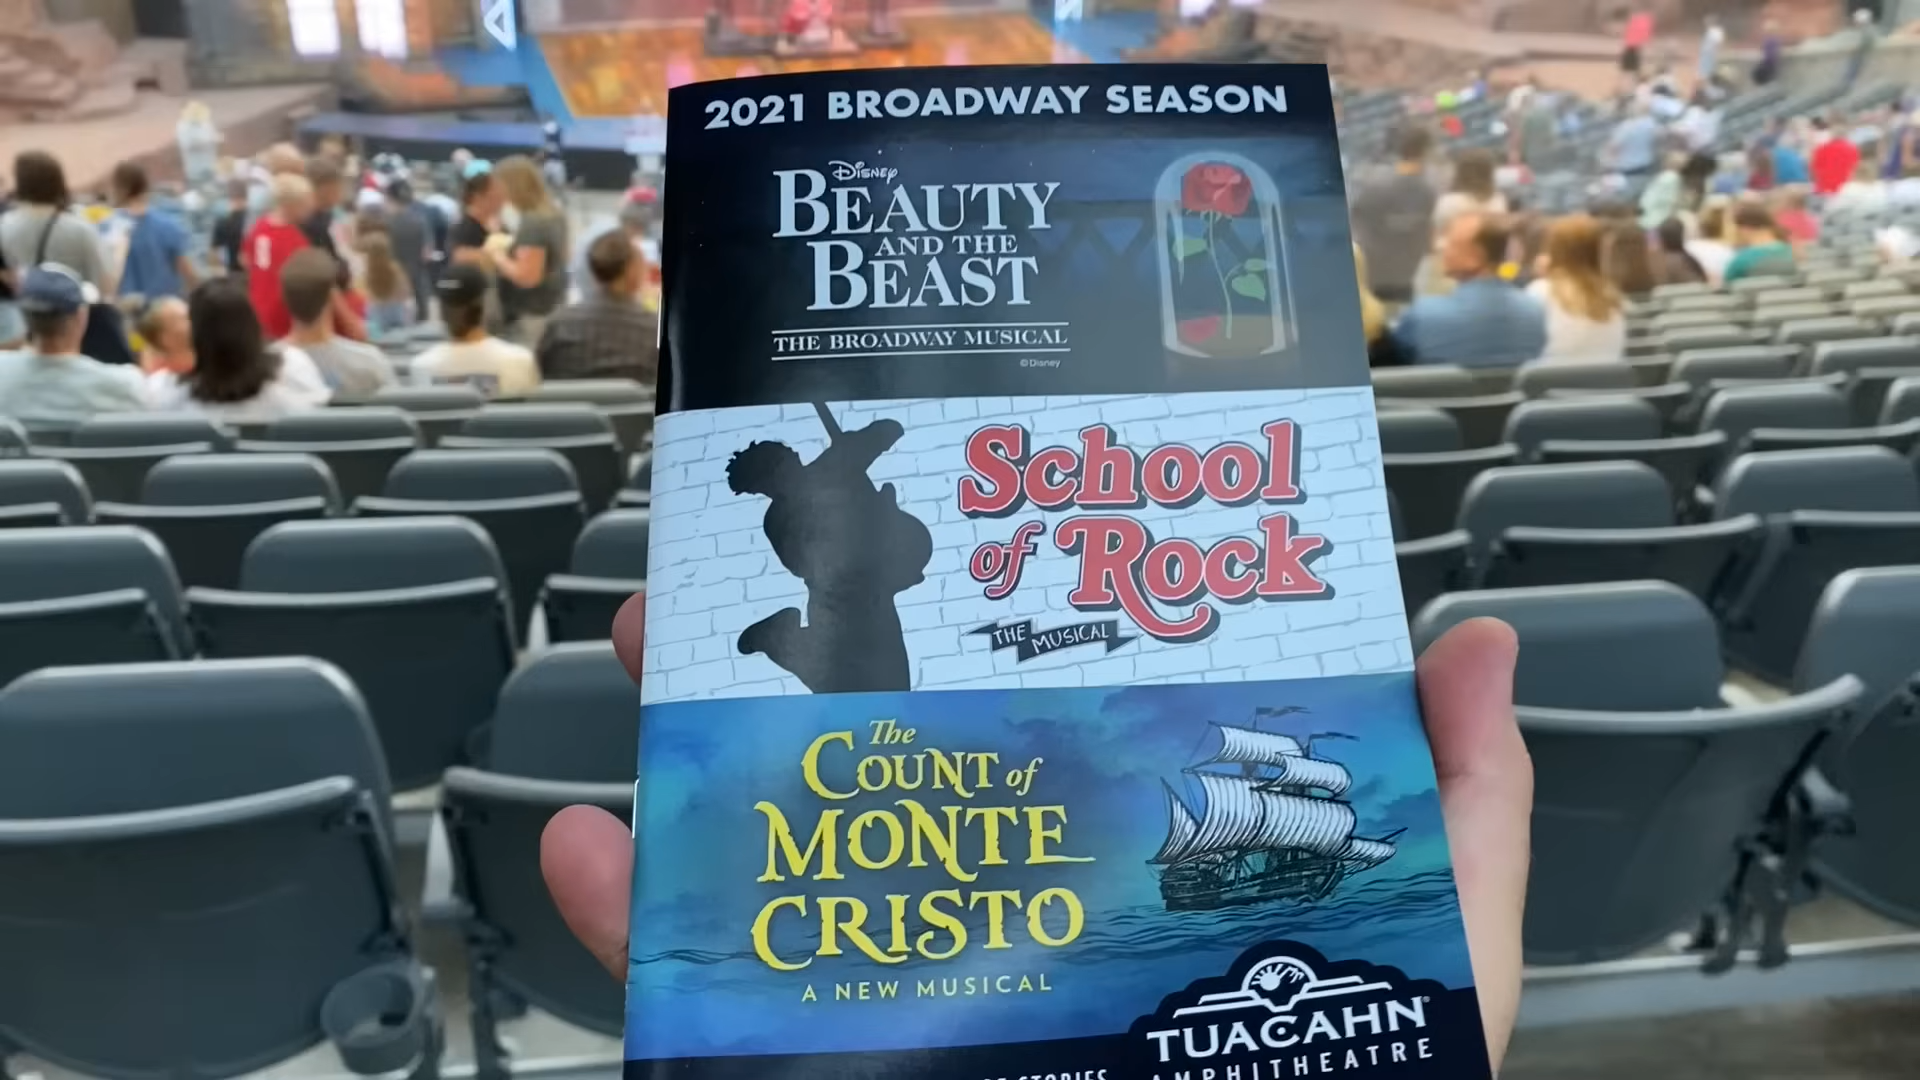 2021 BROADWAY SEASON
DISNEY
BEAUTY
AND THE
BEAST
THE BROADWAY MUSICAL
©Disney
School
of Rock
THE MUSICAL
The
COUNT of
MONTE
CRISTO
A NEW MUSICAL
TUACAHN®
AMPHITHEATRE
STORIES